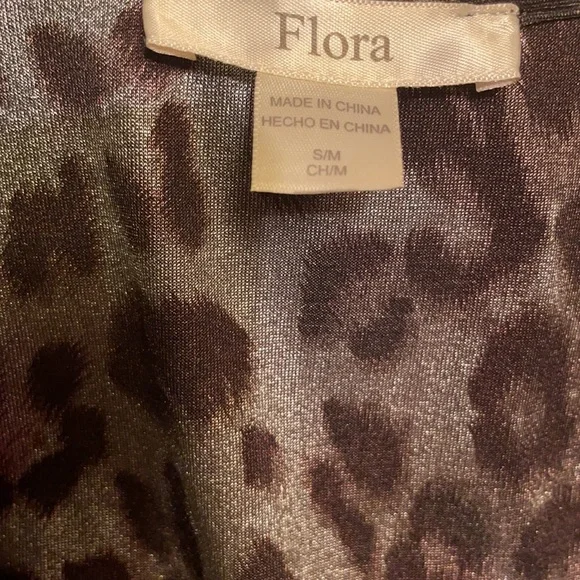 Flora
MADE IN CHINA
HECHO EN CHINA
S/M
CH/M